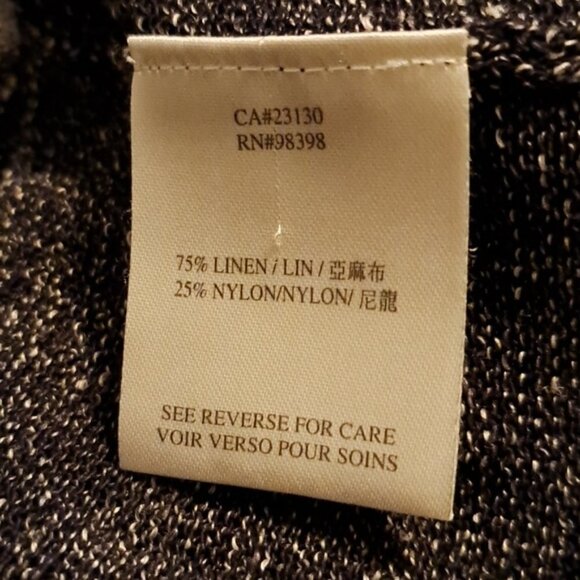 CA#23130
RN#98398
75% LINEN / LIN / 亞麻布
25% NYLON/NYLON/ 尼龍
SEE REVERSE FOR CARE
VOIR VERSO POUR SOINS